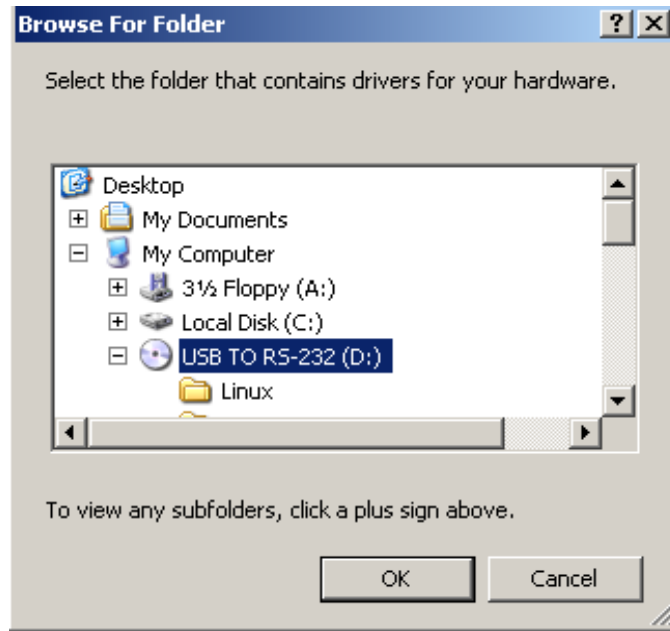 Browse For Folder
Select the folder that contains drivers for your hardware.
Desktop
My Documents
My Computer
3½ Floppy (A:)
Local Disk (C:)
USB TO RS-232 (D:)
Linux
To view any subfolders, click a plus sign above.
OK Cancel